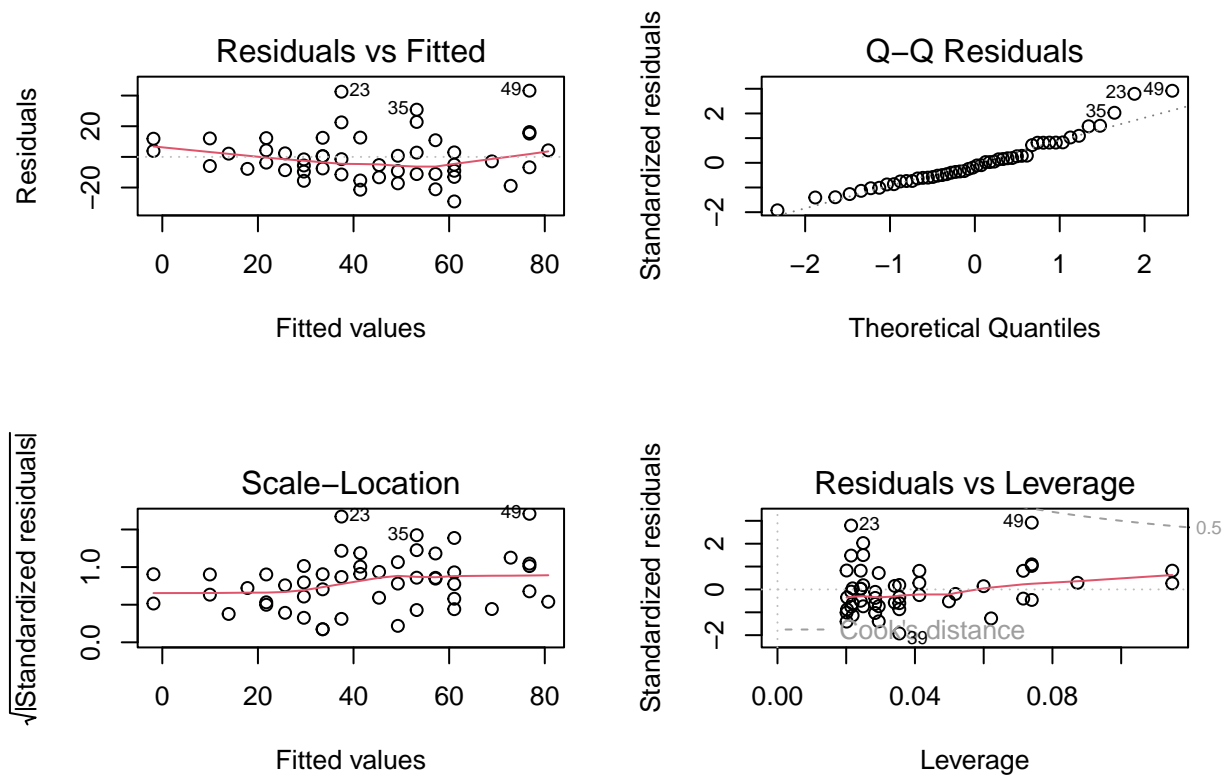 Residuals vs Fitted
Residuals
20
−20
0 20 40 60 80
Fitted values
23
35
49
Q−Q Residuals
Standardized residuals
2
0
−2
−2 −1 0 1 2
Theoretical Quantiles
23
35
49
Scale−Location
√|Standardized residuals|
1.0
0.0
0 20 40 60 80
Fitted values
23
35
49
Residuals vs Leverage
Standardized residuals
2
0
−2
0.00 0.04 0.08
Leverage
23
49
39
0.5
Cook's distance